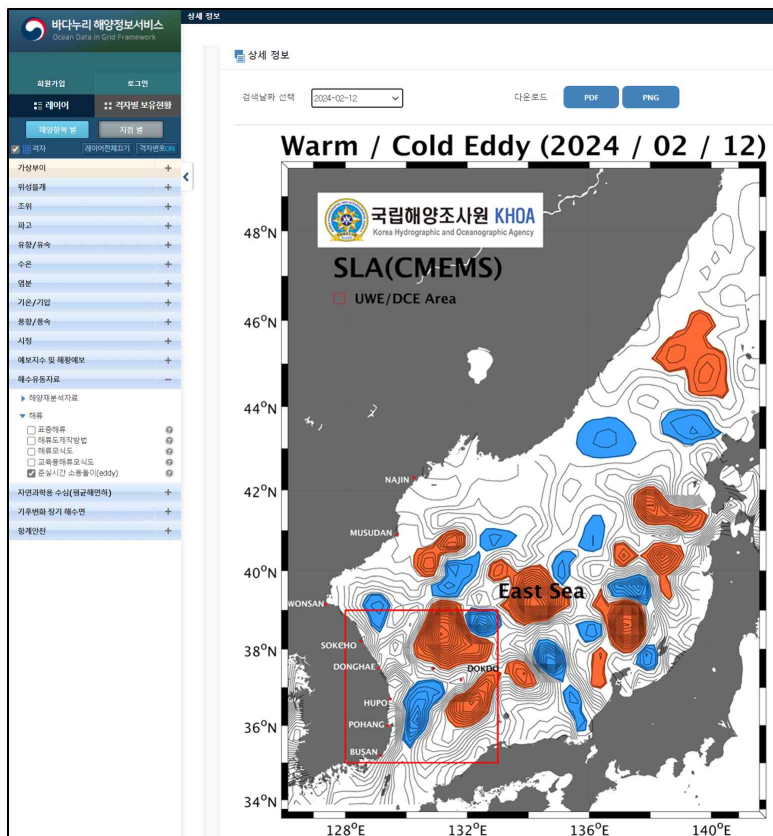 바다누리 해양정보서비스
Ocean Data in Grid Framework
상세 정보
회원가입
로그인
레이어
격자별 보유현황
해양항목 별
지점 별
격자
레이어전체끄기
격자번호ON
가상부이
위성뜰개
조위
파고
유향/유속
수온
염분
기온/기압
풍향/풍속
시정
예보지수 및 해황예보
해수유동자료
해양재분석자료
해류
표층해류
해류도제작방법
해류모식도
교육용해류모식도
준실시간 소용돌이(eddy)
자연과학용 수심(평균해면하)
기후변화 장기 해수면
항계안전
상세 정보
검색날짜 선택
2024-02-12
다운로드
PDF
PNG
Warm / Cold Eddy (2024 / 02 / 12)
국립해양조사원 KHOA
Korea Hydrographic and Oceanographic Agency
SLA(CMEMS)
UWE/DCE Area
48°N
46°N
44°N
42°N
40°N
38°N
36°N
34°N
NAJIN
MUSUDAN
WONSAN
East Sea
SOKCHO
DONGHAE
DOKDO
HUPO
POHANG
BUSAN
128°E
132°E
136°E
140°E